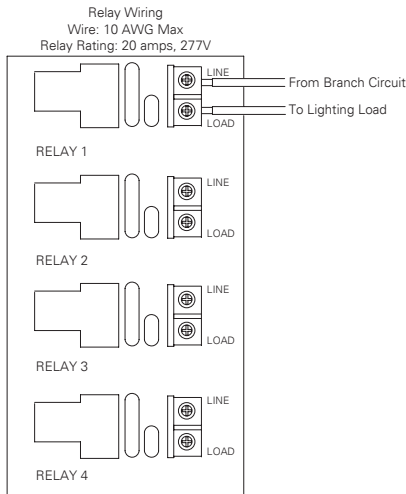 Relay Wiring
Wire: 10 AWG Max
Relay Rating: 20 amps, 277V
LINE
From Branch Circuit
To Lighting Load
LOAD
RELAY 1
LINE
LOAD
RELAY 2
LINE
LOAD
RELAY 3
LINE
LOAD
RELAY 4